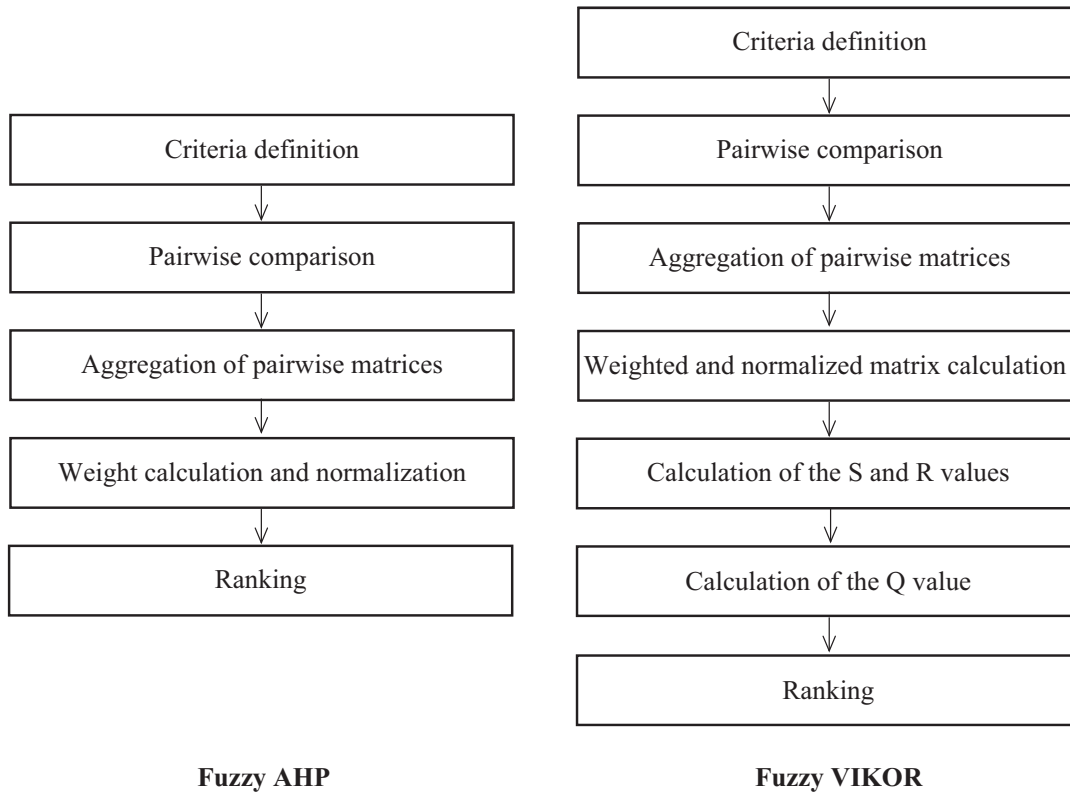 Criteria definition
Pairwise comparison
Aggregation of pairwise matrices
Weight calculation and normalization
Ranking
Fuzzy AHP
Criteria definition
Pairwise comparison
Aggregation of pairwise matrices
Weighted and normalized matrix calculation
Calculation of the S and R values
Calculation of the Q value
Ranking
Fuzzy VIKOR